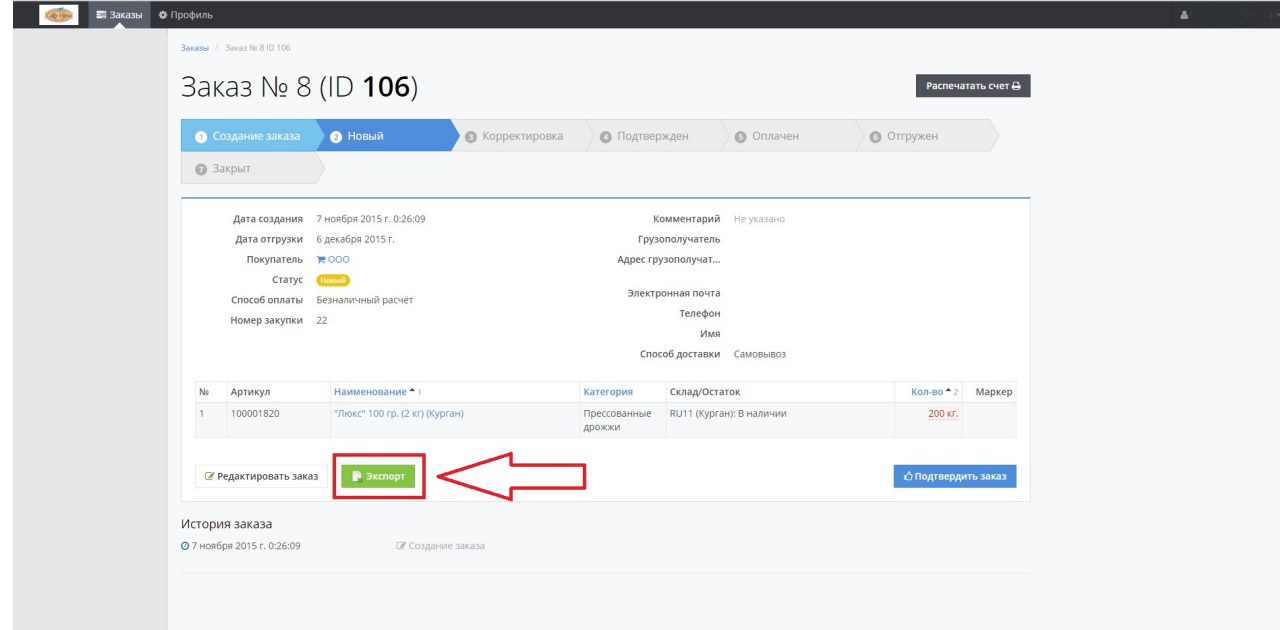 Заказы Профиль
Заказы / Заказ № 8 ID 106
Заказ № 8 (ID 106)
Распечатать счет
1 Создание заказа 2 Новый 3 Корректировка 4 Подтвержден 5 Оплачен 6 Отгружен
7 Закрыт
Дата создания 7 ноября 2015 г. 0:26:09 Комментарий Не указано
Дата отгрузки 6 декабря 2015 г. Грузополучатель
Покупатель ООО Адрес грузополучат...
Статус Новый
Электронная почта
Способ оплаты Безналичный расчёт
Телефон
Номер закупки 22
Имя
Способ доставки Самовывоз
№ Артикул Наименование 1 Категория Склад/Остаток Кол-во 2 Маркер
1 100001820 "Люкс" 100 гр. (2 кг) (Курган) Прессованные дрожжи RU11 (Курган): В наличии 200 кг.
Редактировать заказ Экспорт Подтвердить заказ
История заказа
7 ноября 2015 г. 0:26:09 Создание заказа